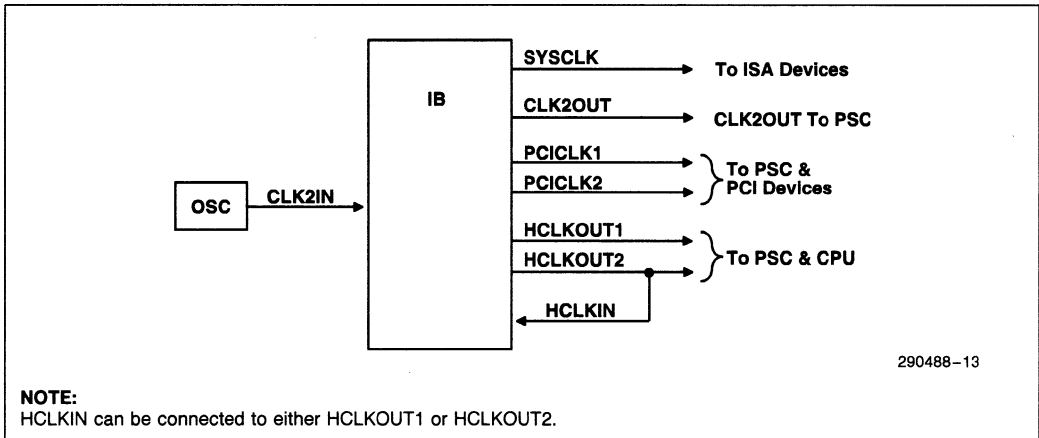 SYSCLK
To ISA Devices
IB
CLK2OUT
CLK2OUT To PSC
PCICLK1
To PSC &
PCICLK2
PCI Devices
OSC
CLK2IN
HCLKOUT1
HCLKOUT2
To PSC & CPU
HCLKIN
290488–13
NOTE:
HCLKIN can be connected to either HCLKOUT1 or HCLKOUT2.